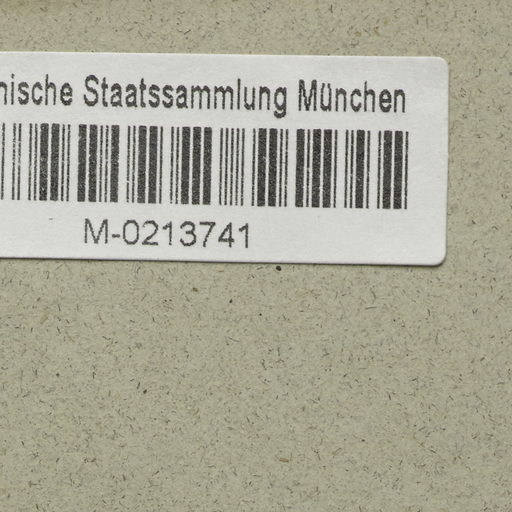 nische Staatssammlung München
M-0213741